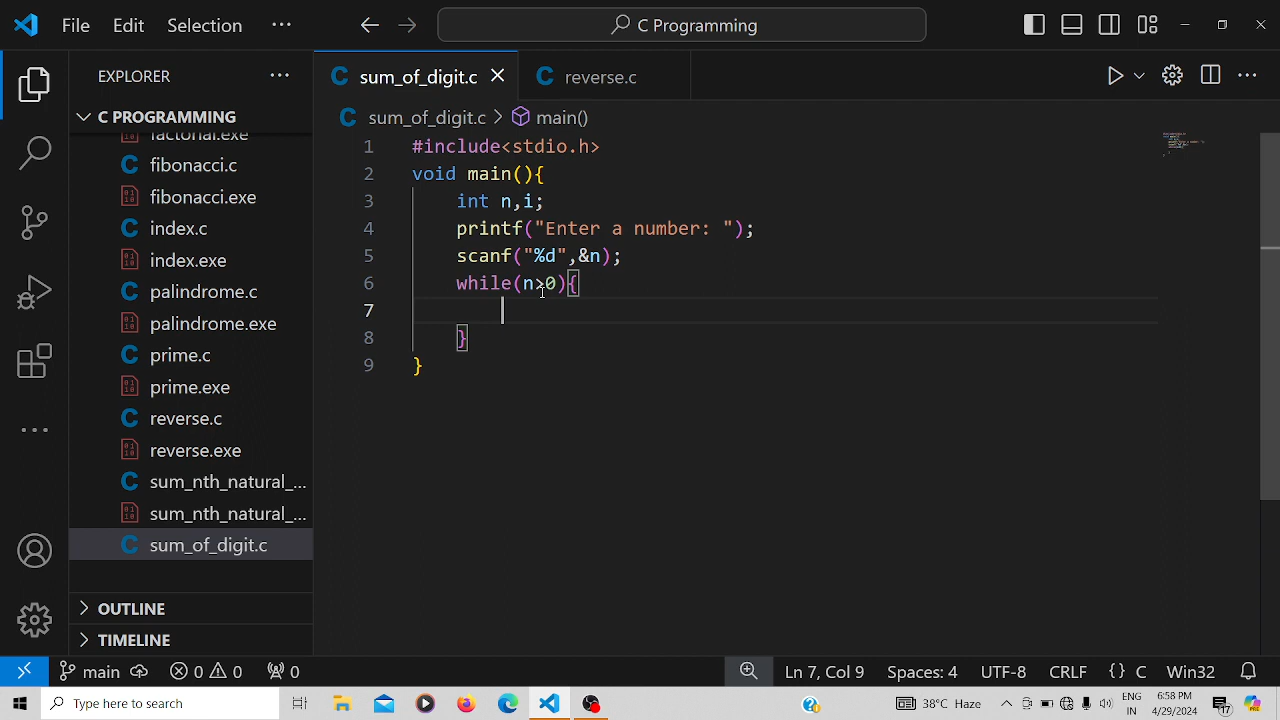 File Edit Selection ··· C Programming
EXPLORER ···
C PROGRAMMING
factorial.exe
fibonacci.c
fibonacci.exe
index.c
index.exe
palindrome.c
palindrome.exe
prime.c
prime.exe
reverse.c
reverse.exe
sum_nth_natural_...
sum_nth_natural_...
sum_of_digit.c
OUTLINE
TIMELINE
sum_of_digit.c reverse.c
sum_of_digit.c > main()
1 #include<stdio.h>
2 void main(){
3 int n,i;
4 printf("Enter a number: ");
5 scanf("%d",&n);
6 while(n>0){
7
8 }
9 }
main 0 0 0 Ln 7, Col 9 Spaces: 4 UTF-8 CRLF {} C Win32
Type here to search 38°C Haze ENG IN 6:53 PM 4/29/2024 7